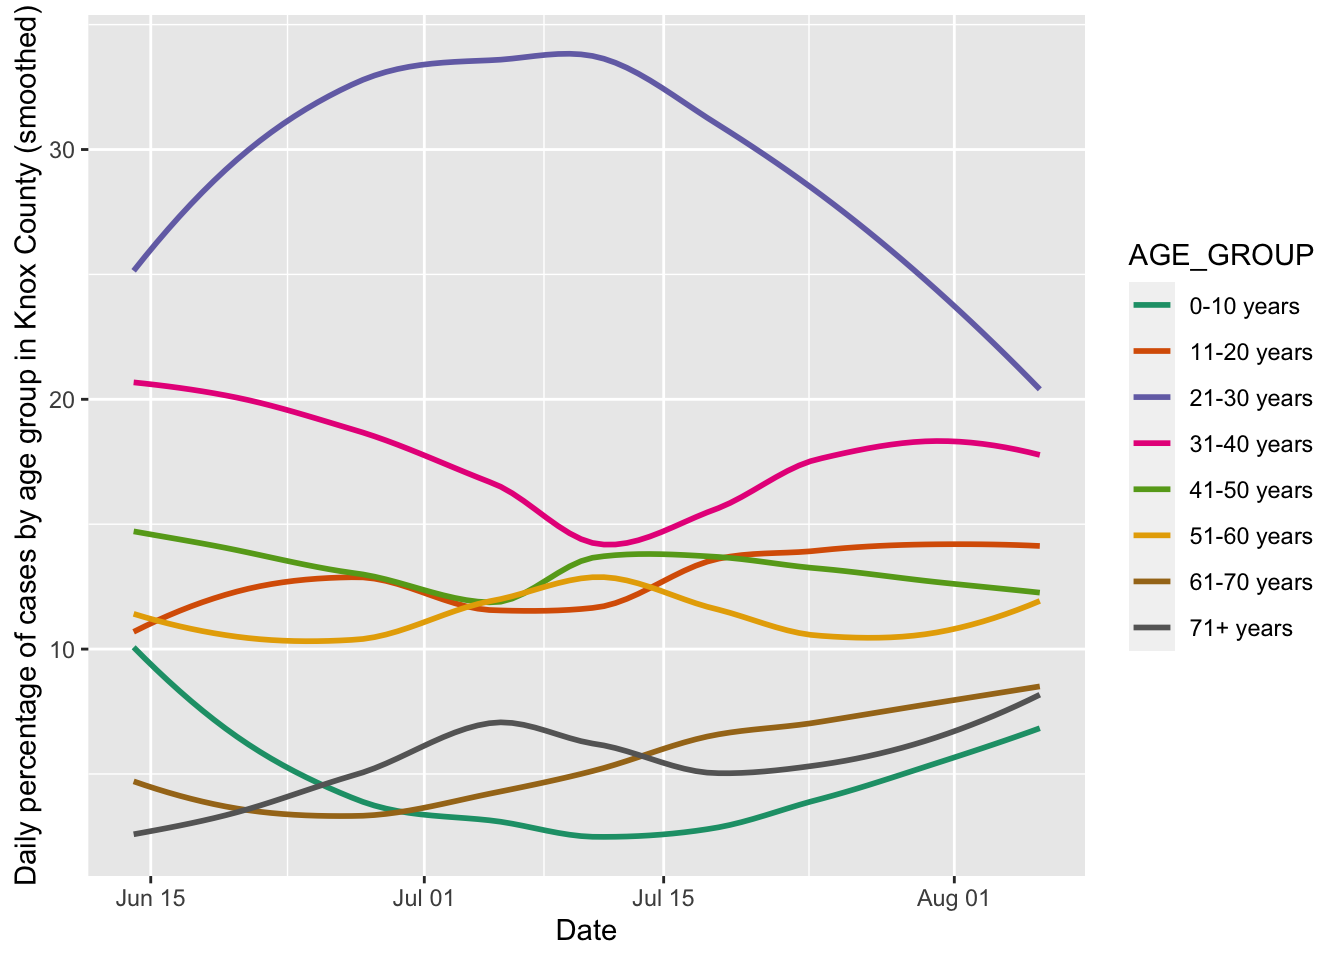 Daily percentage of cases by age group in Knox County (smoothed)
30
20
10
Jun 15
Jul 01
Jul 15
Aug 01
Date
AGE_GROUP
0-10 years
11-20 years
21-30 years
31-40 years
41-50 years
51-60 years
61-70 years
71+ years